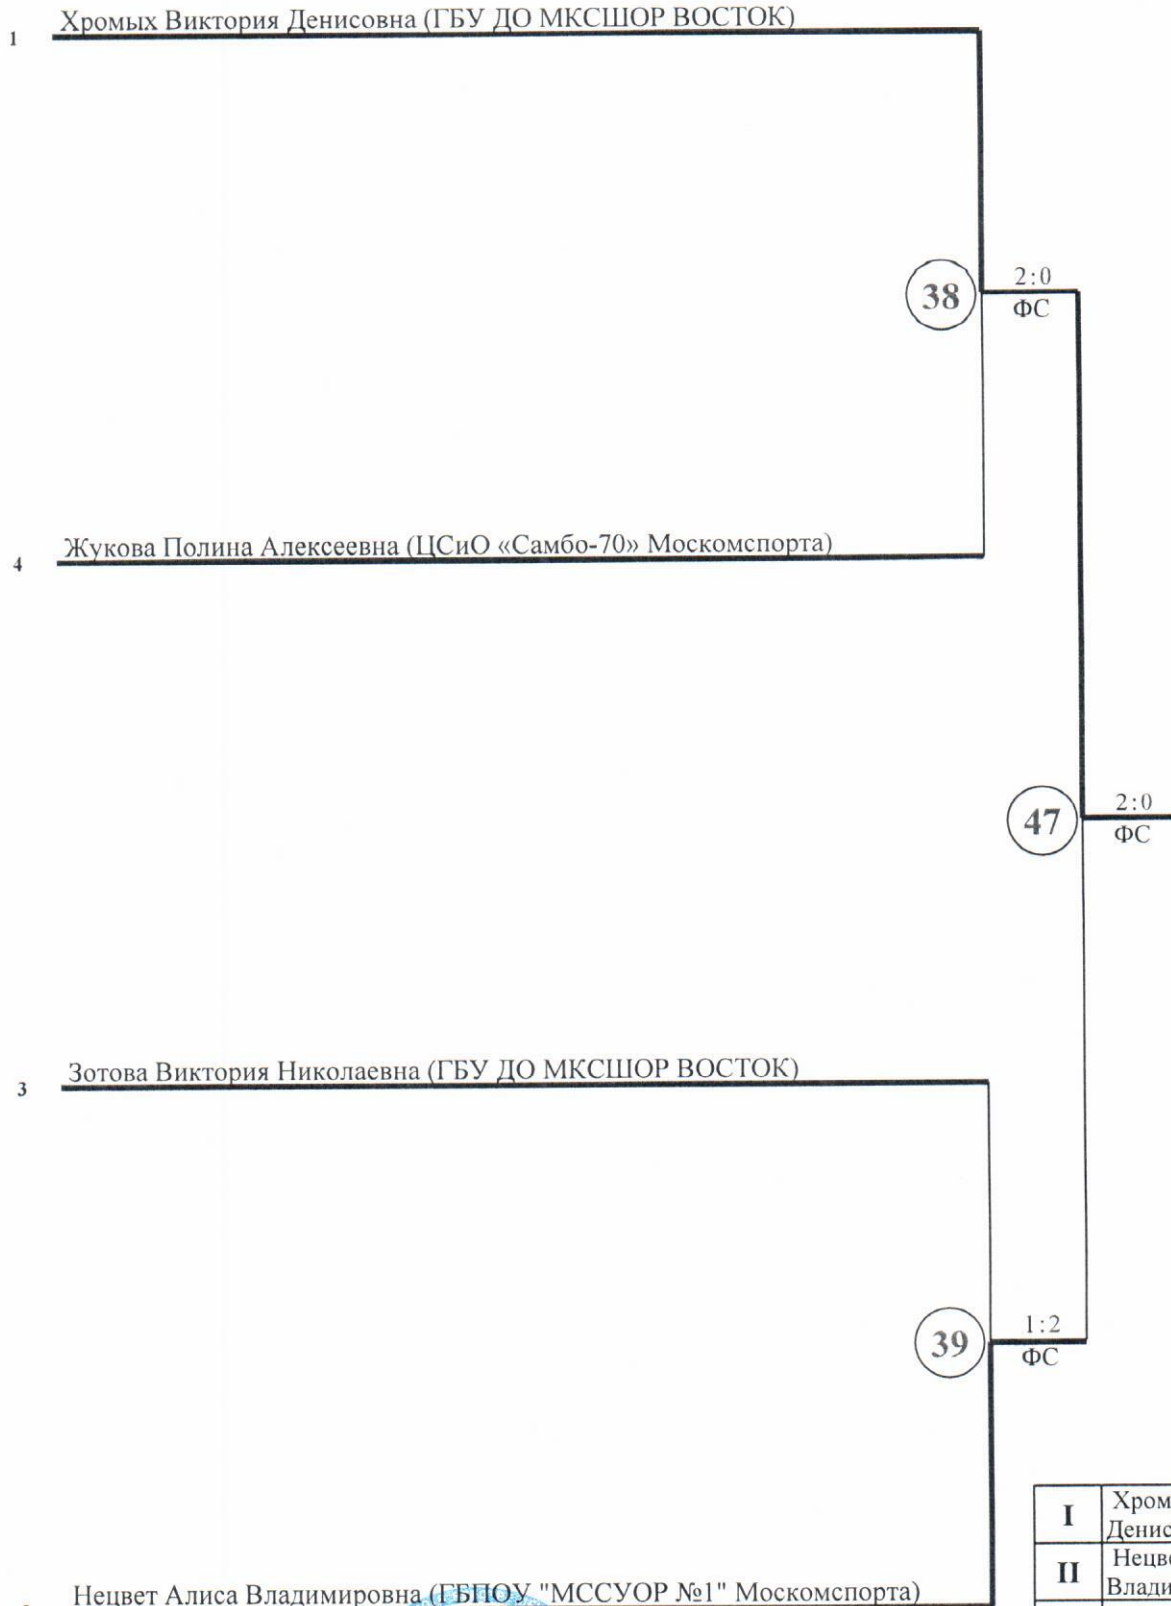 1 Хромых Виктория Денисовна (ГБУ ДО МКСШОР ВОСТОК)
38
2:0
ФС
4 Жукова Полина Алексеевна (ЦСиО «Самбо-70» Москомспорта)
47
2:0
ФС
3 Зотова Виктория Николаевна (ГБУ ДО МКСШОР ВОСТОК)
39
1:2
ФС
I Хром
Денис
II Нецв
Влади
Нецвет Алиса Владимировна (ГБПОУ "МССУОР №1" Москомспорта)